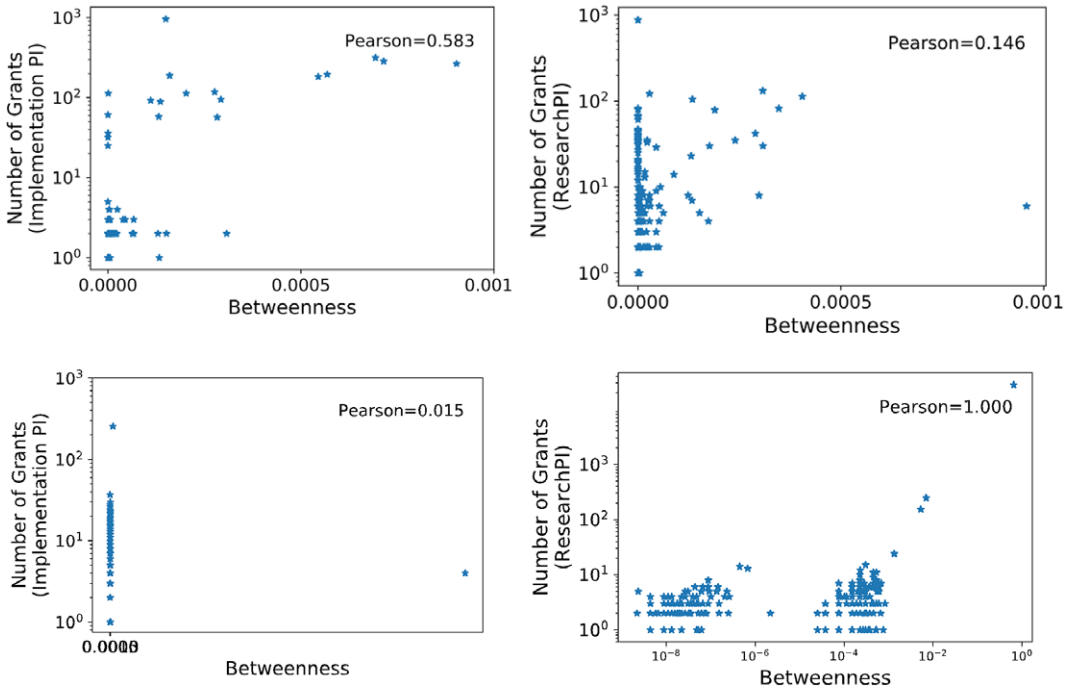 10³
10²
10¹
10⁰
Number of Grants
(Implementation PI)
Pearson=0.583
0.0000
0.0005
0.001
Betweenness
10³
10²
10¹
10⁰
Number of Grants
(ResearchPI)
Pearson=0.146
0.0000
0.0005
0.001
Betweenness
10³
10²
10¹
10⁰
Number of Grants
(Implementation PI)
Pearson=0.015
Betweenness
10³
10²
10¹
10⁰
Number of Grants
(ResearchPI)
Pearson=1.000
10⁻⁸
10⁻⁶
10⁻⁴
10⁻²
10⁰
Betweenness